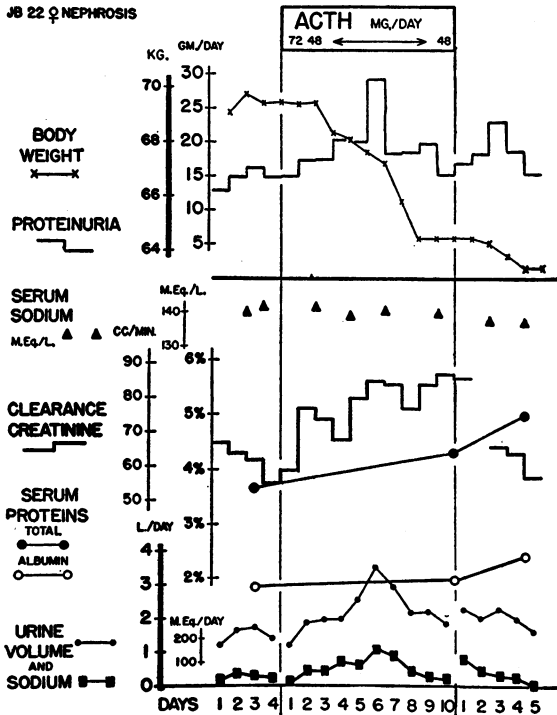 JB 22 ♀ NEPHROSIS
ACTH MG./DAY
72 48 ← → 48
KG.
GM./DAY
70
68
66
64
30
25
20
15
10
5
BODY
WEIGHT
PROTEINURIA
SERUM
SODIUM
M.Eq./L.
M.Eq./L.
140
130
CC/MIN.
90
80
70
60
50
6%
5%
4%
3%
2%
CLEARANCE
CREATININE
SERUM
PROTEINS
TOTAL
ALBUMIN
L./DAY
4
3
2
1
0
M.Eq./DAY
200
100
URINE
VOLUME
AND
SODIUM
DAYS 1 2 3 4 1 2 3 4 5 6 7 8 9 10 1 2 3 4 5